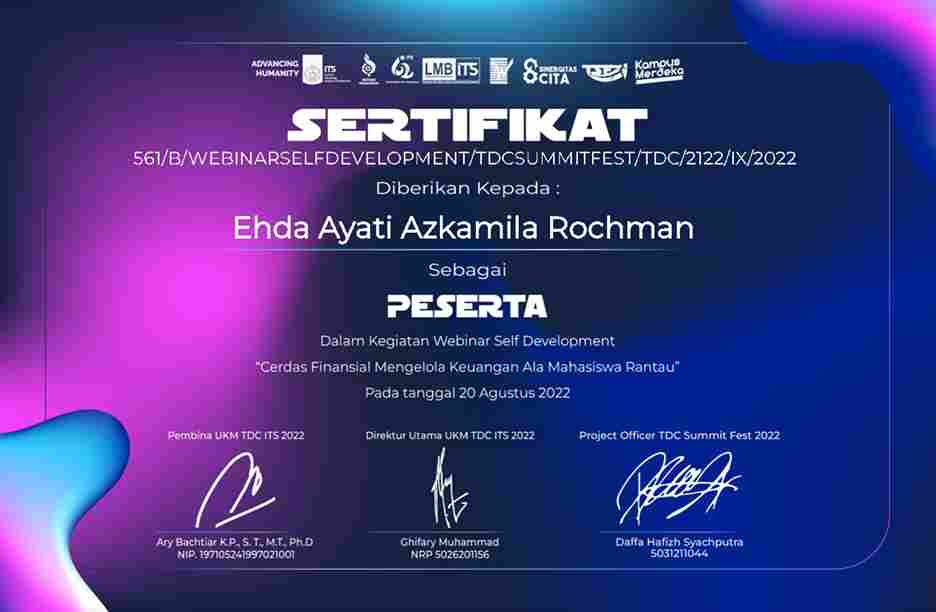 ADVANCING
HUMANITY
ITS
LMB ITS
SINERGITAS
CITA
Kampus
Merdeka
SERTIFIKAT
561/B/WEBINARSELFDEVELOPMENT/TDCSUMMITFEST/TDC/2122/IX/2022
Diberikan Kepada :
Ehda Ayati Azkamila Rochman
Sebagai
PESERTA
Dalam Kegiatan Webinar Self Development
“Cerdas Finansial Mengelola Keuangan Ala Mahasiswa Rantau”
Pada tanggal 20 Agustus 2022
Pembina UKM TDC ITS 2022
Direktur Utama UKM TDC ITS 2022
Project Officer TDC Summit Fest 2022
Ary Bachtiar K.P., S. T., M.T., Ph.D
NIP. 197105241997021001
Ghifary Muhammad
NRP 5026201156
Daffa Hafizh Syachputra
5031211044